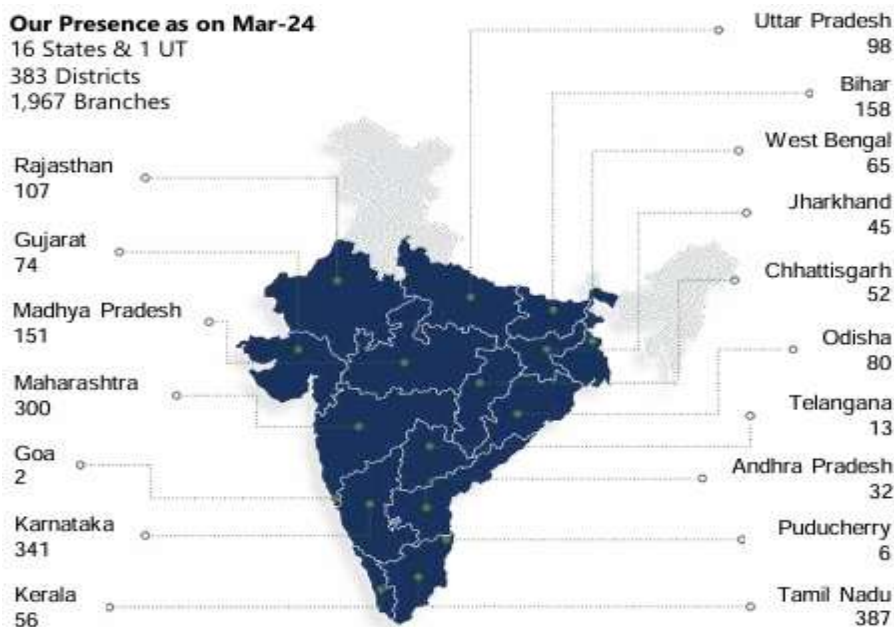 Our Presence as on Mar-24
16 States & 1 UT
383 Districts
1,967 Branches
Rajasthan
107
Gujarat
74
Madhya Pradesh
151
Maharashtra
300
Goa
2
Karnataka
341
Kerala
56
Uttar Pradesh
98
Bihar
158
West Bengal
65
Jharkhand
45
Chhattisgarh
52
Odisha
80
Telangana
13
Andhra Pradesh
32
Puducherry
6
Tamil Nadu
387